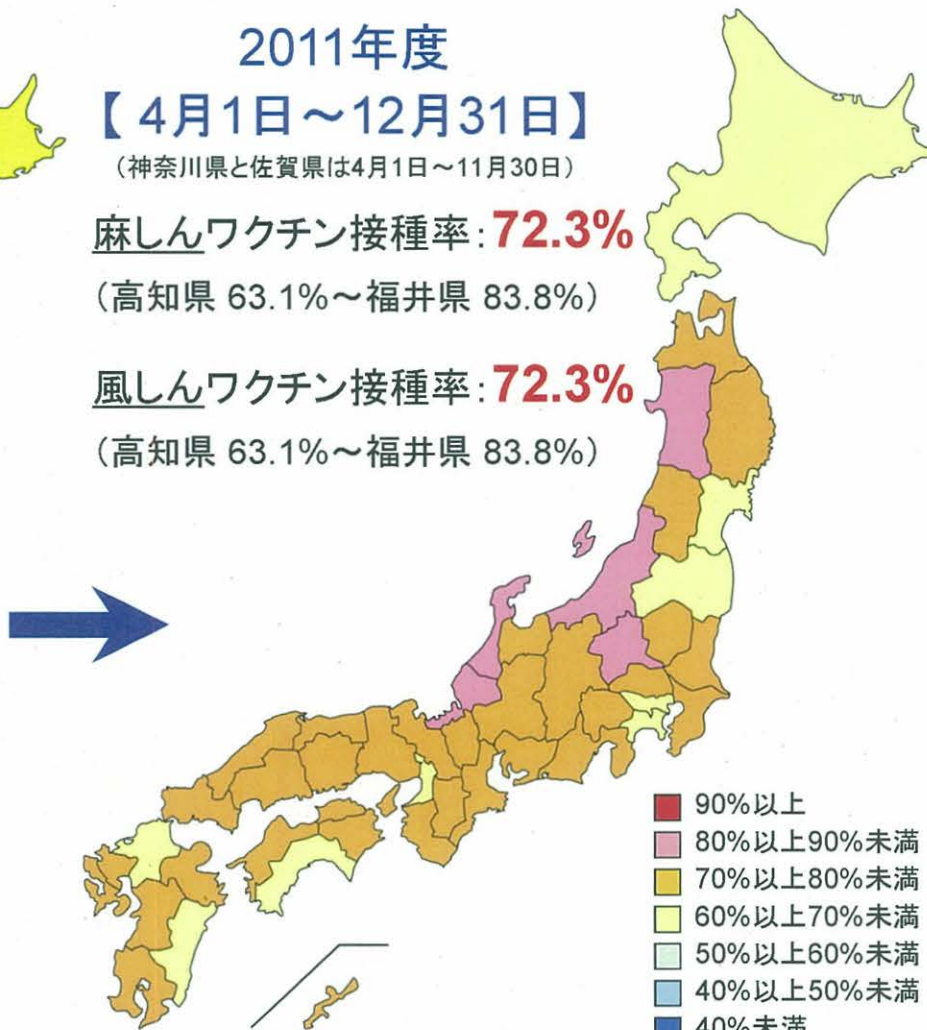 2011年度
【 4月1日～12月31日】
（神奈川県と佐賀県は4月1日～11月30日）
麻しんワクチン接種率：72.3%
（高知県 63.1%～福井県 83.8%）
風しんワクチン接種率：72.3%
（高知県 63.1%～福井県 83.8%）
90%以上
80%以上90%未満
70%以上80%未満
60%以上70%未満
50%以上60%未満
40%以上50%未満
40%未満